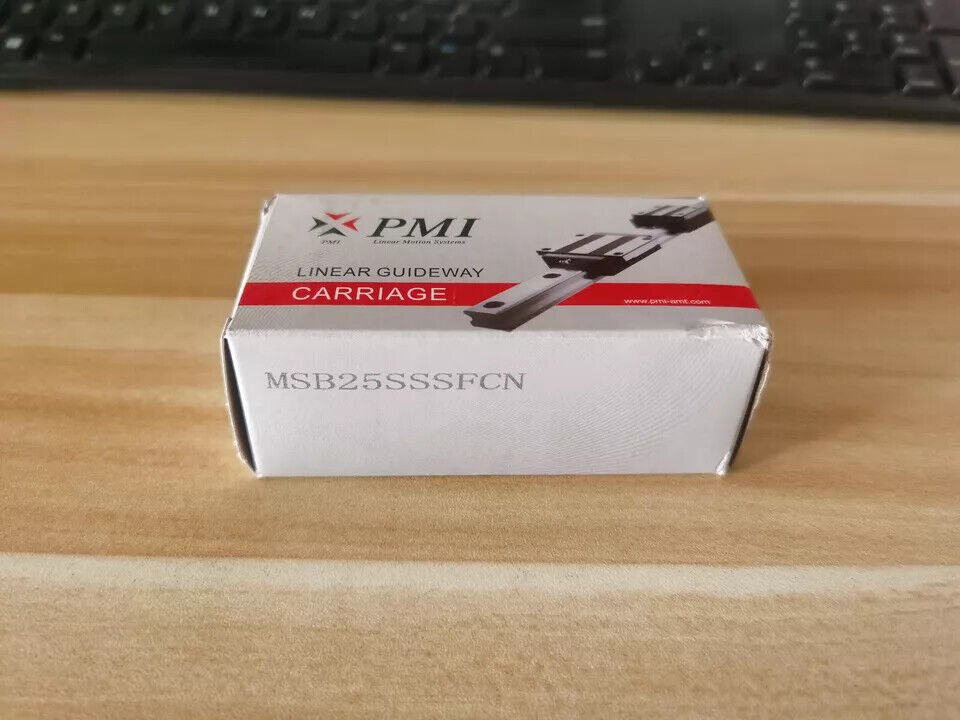 PMI
PMI
Linear Motion Systems
LINEAR GUIDEWAY
CARRIAGE
www.pmi-amt.com
MSB25SSSFCN